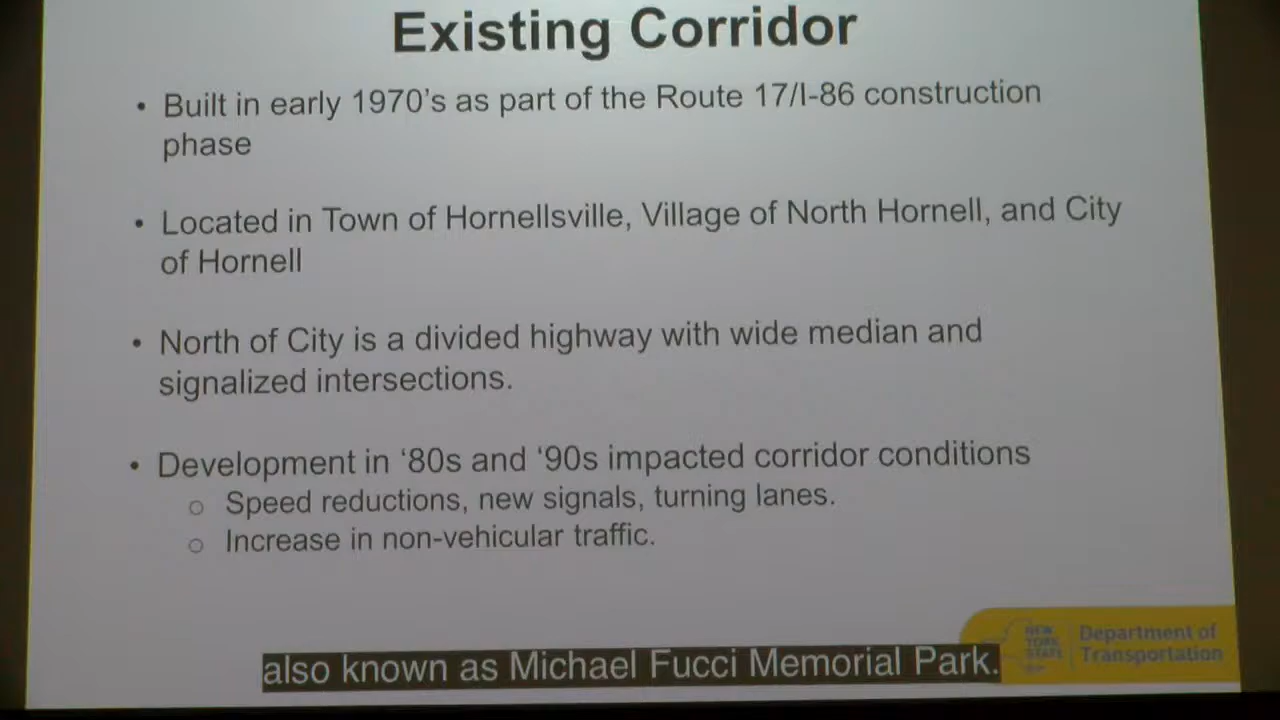 Existing Corridor
• Built in early 1970's as part of the Route 17/I-86 construction
phase
• Located in Town of Hornellsville, Village of North Hornell, and City
of Hornell
• North of City is a divided highway with wide median and
signalized intersections.
• Development in ‘80s and ‘90s impacted corridor conditions
o Speed reductions, new signals, turning lanes.
o Increase in non-vehicular traffic.
NEW
YORK
STATE
Department of
Transportation
also known as Michael Fucci Memorial Park.